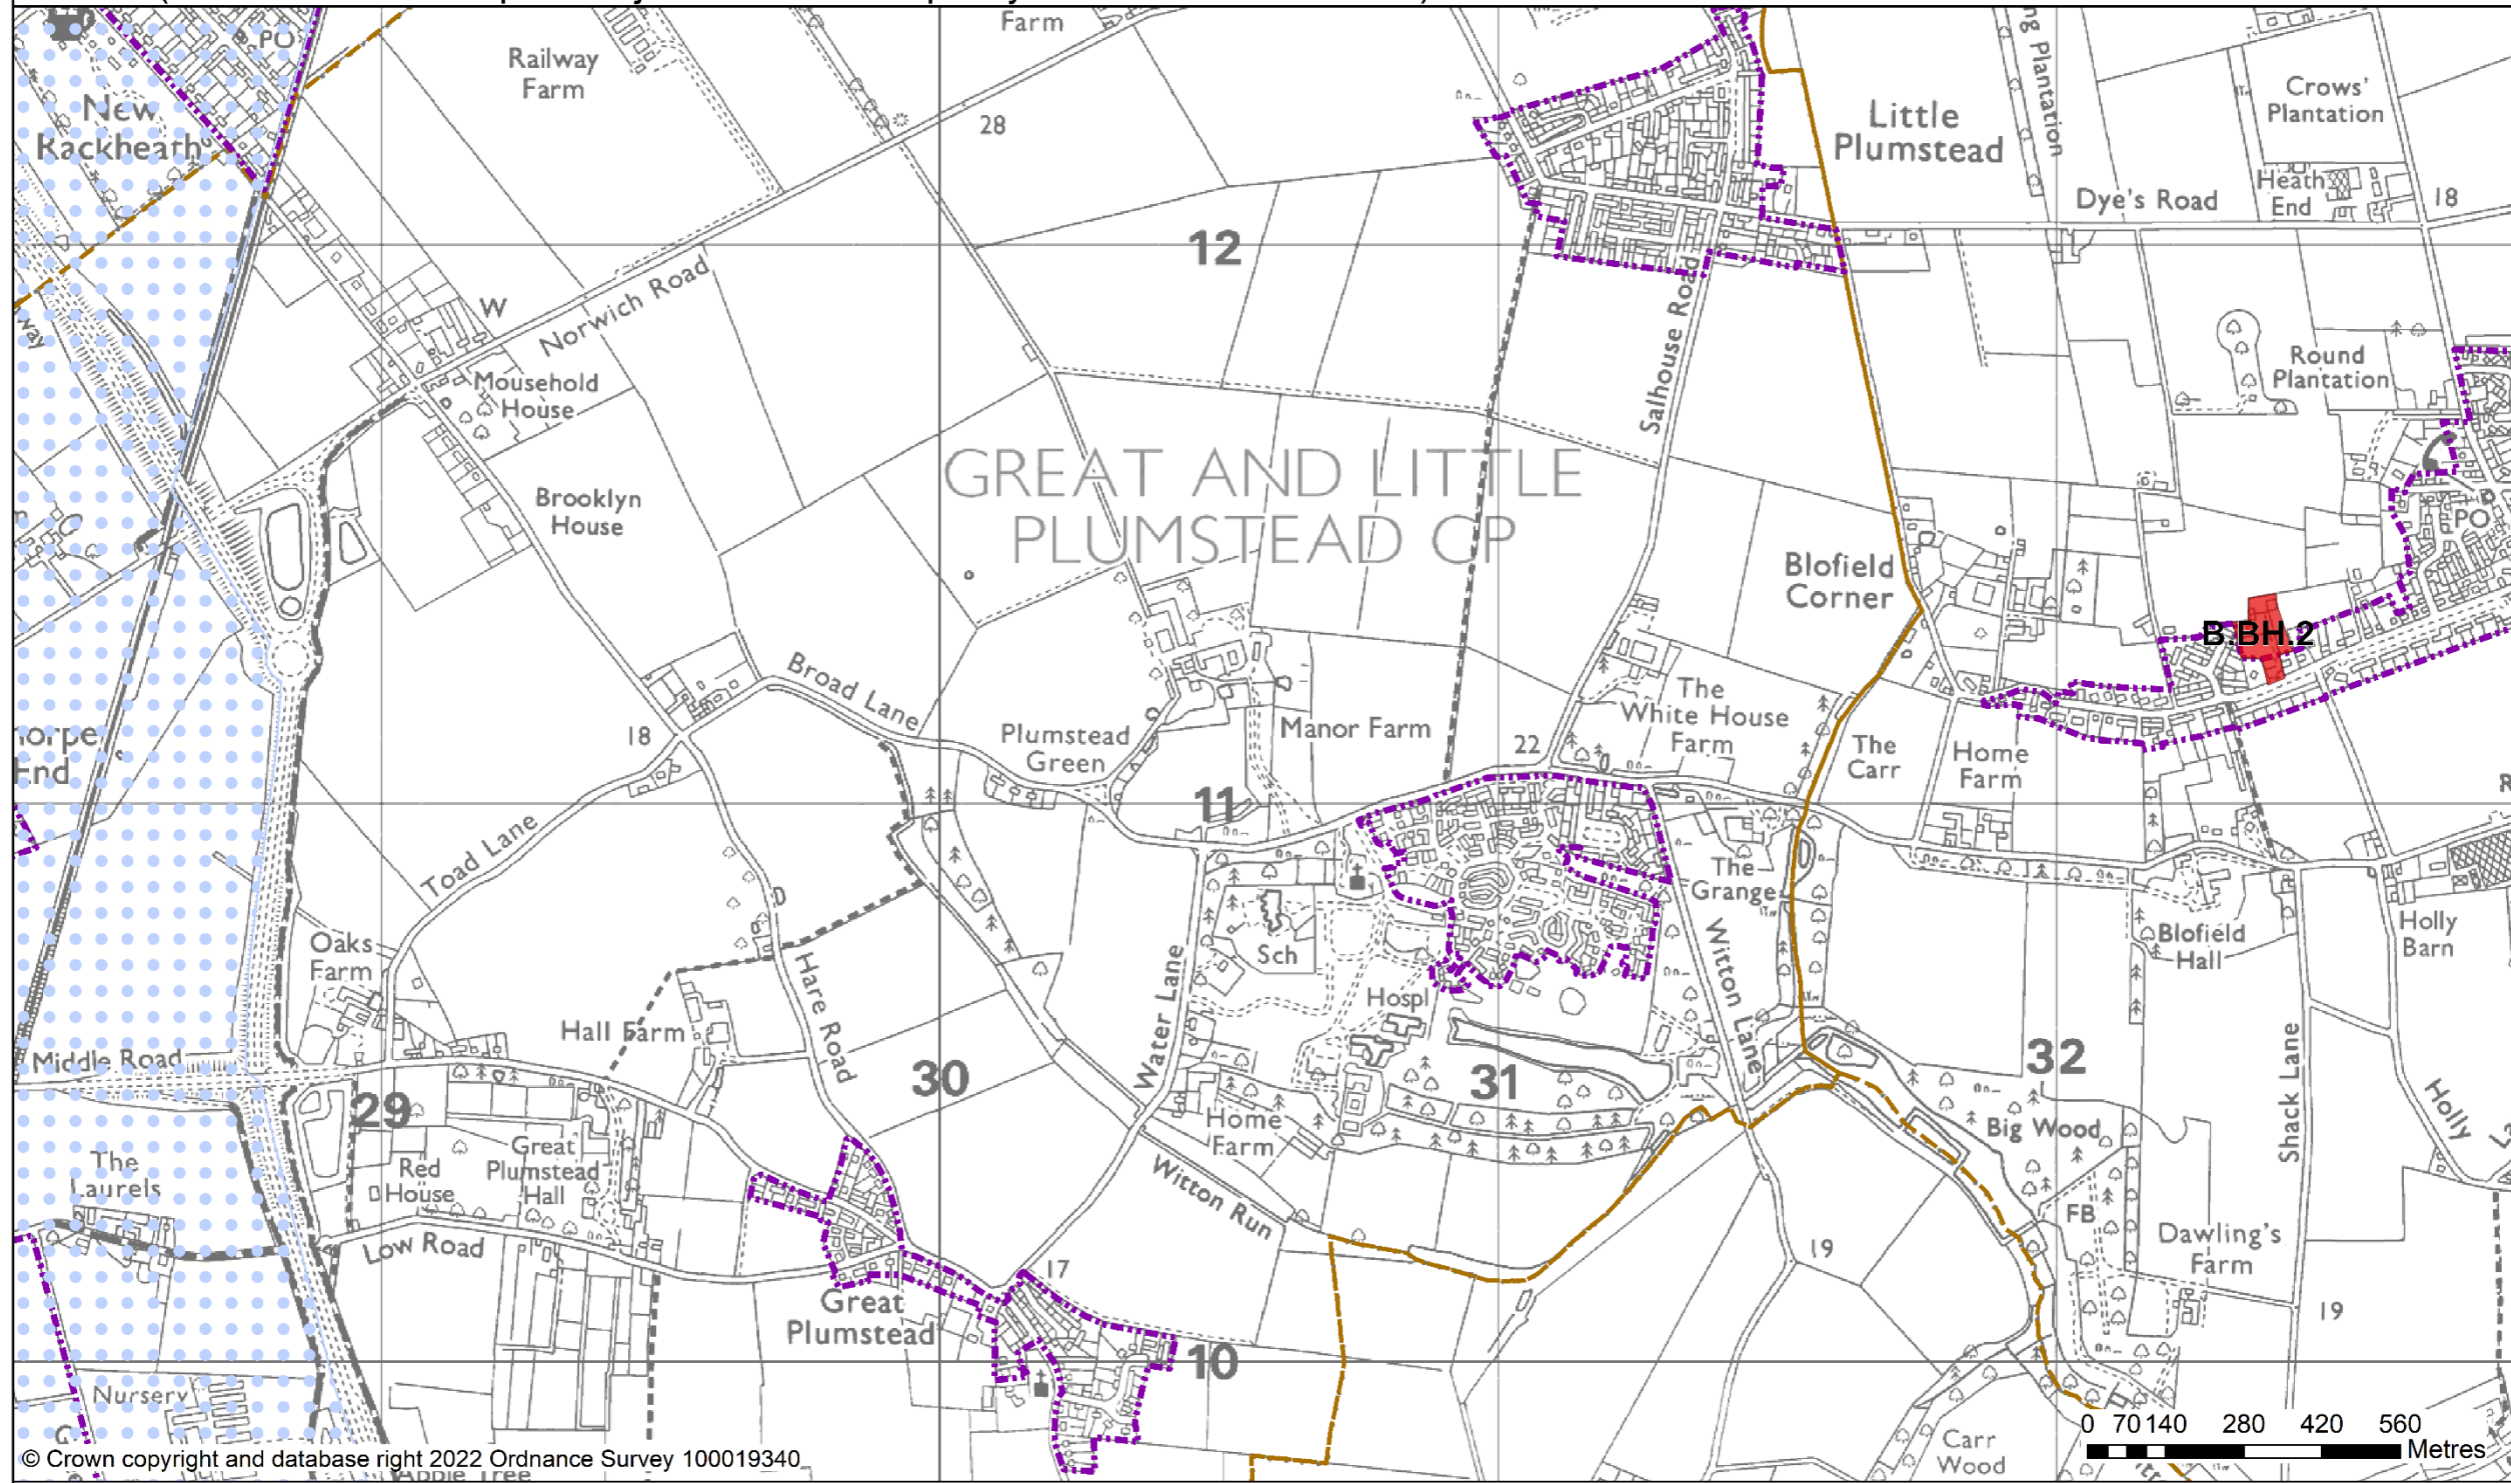 PO
Railway
Farm
Farm
New
Rackheath
28
Little
Plumstead
Plantation
Crows'
Plantation
Heath
End
18
Dye's Road
12
W
Norwich Road
Salhouse Road
Mousehold
House
Round
Plantation
Brooklyn
House
GREAT AND LITTLE
PLUMSTEAD CP
PO
Blofield
Corner
B.BH.2
Broad Lane
18
Plumstead
Green
Manor Farm
22
The
White House
Farm
The
Carr
Home
Farm
End
11
Toad Lane
The
Grange
Oaks
Farm
Sch
Blofield
Hall
Holly
Barn
Hare Road
Water Lane
Witton Lane
Hospl
Hall Farm
Middle Road
30
31
32
Shack Lane
29
Home
Farm
Big Wood
Holly
The
Laurels
Red
House
Great
Plumstead
Hall
Witton Run
FB
Low Road
17
19
Dawling's
Farm
Great
Plumstead
19
10
Nursery
0 70 140 280 420 560
Metres
Carr
Wood
© Crown copyright and database right 2022 Ordnance Survey 100019340
Apple Tree